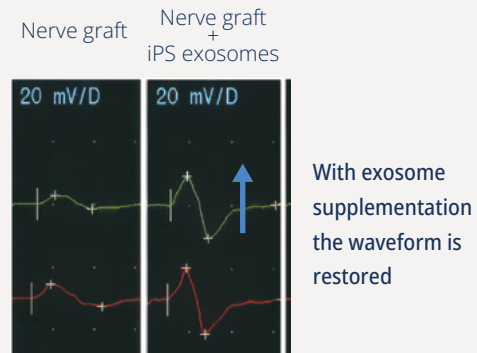 Nerve graft
Nerve graft
+
iPS exosomes
20 mV/D
20 mV/D
With exosome
supplementation
the waveform is
restored